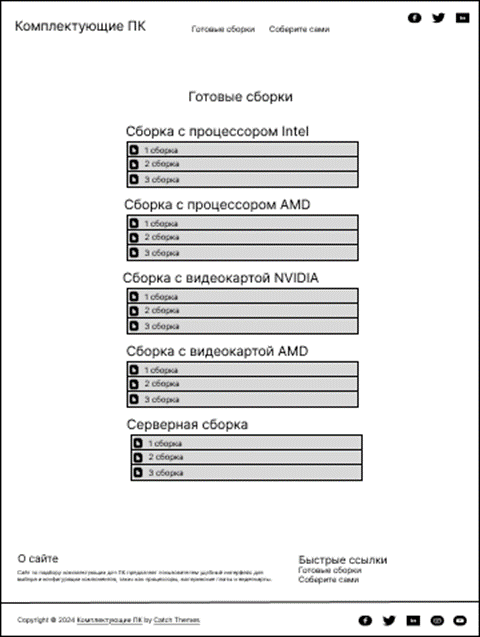 Комплектующие ПК
Готовые сборки Соберите сами
Готовые сборки
Сборка с процессором Intel
1 сборка
2 сборка
3 сборка
Сборка с процессором AMD
1 сборка
2 сборка
3 сборка
Сборка с видеокартой NVIDIA
1 сборка
2 сборка
3 сборка
Сборка с видеокартой AMD
1 сборка
2 сборка
3 сборка
Серверная сборка
1 сборка
2 сборка
3 сборка
О сайте
Сайт по подбору комплектующих для ПК предлагает пользователям удобный интерфейс для
выбора и конфигурации компонентов, таких как процессоры, материнские платы и видеокарты.
Быстрые ссылки
Готовые сборки
Соберите сами
Copyright © 2024 Комплектующие ПК by Catch Themes